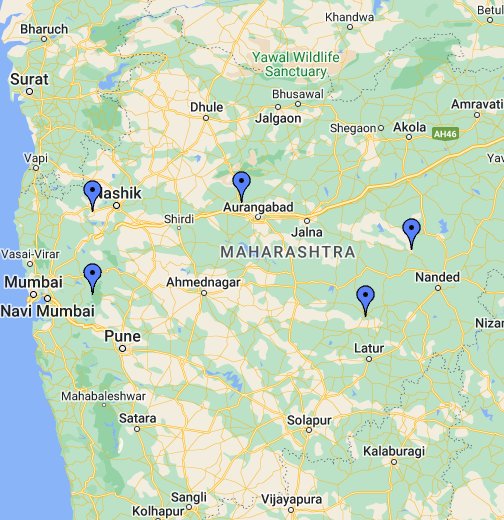 Khandwa
Betul
Bharuch
Yawal Wildlife
Sanctuary
Surat
Bhusawal
Dhule
Jalgaon
Amravati
Shegaon
Akola
AH46
Vapi
Yav
Nashik
Aurangabad
Shirdi
Jalna
MAHARASHTRA
Vasai-Virar
Mumbai
Navi Mumbai
Ahmednagar
Nanded
Nizar
Pune
Latur
Mahabaleshwar
Satara
Solapur
Kalaburagi
Sangli
Kolhapur
Vijayapura